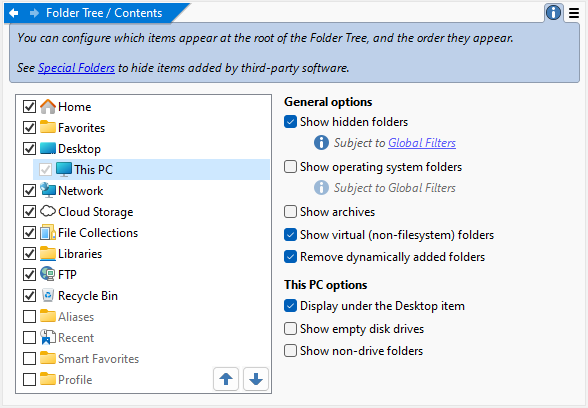 Folder Tree / Contents
You can configure which items appear at the root of the Folder Tree, and the order they appear.
See Special Folders to hide items added by third-party software.
Home
Favorites
Desktop
This PC
Network
Cloud Storage
File Collections
Libraries
FTP
Recycle Bin
Aliases
Recent
Smart Favorites
Profile
General options
Show hidden folders
Subject to Global Filters
Show operating system folders
Subject to Global Filters
Show archives
Show virtual (non-filesystem) folders
Remove dynamically added folders
This PC options
Display under the Desktop item
Show empty disk drives
Show non-drive folders